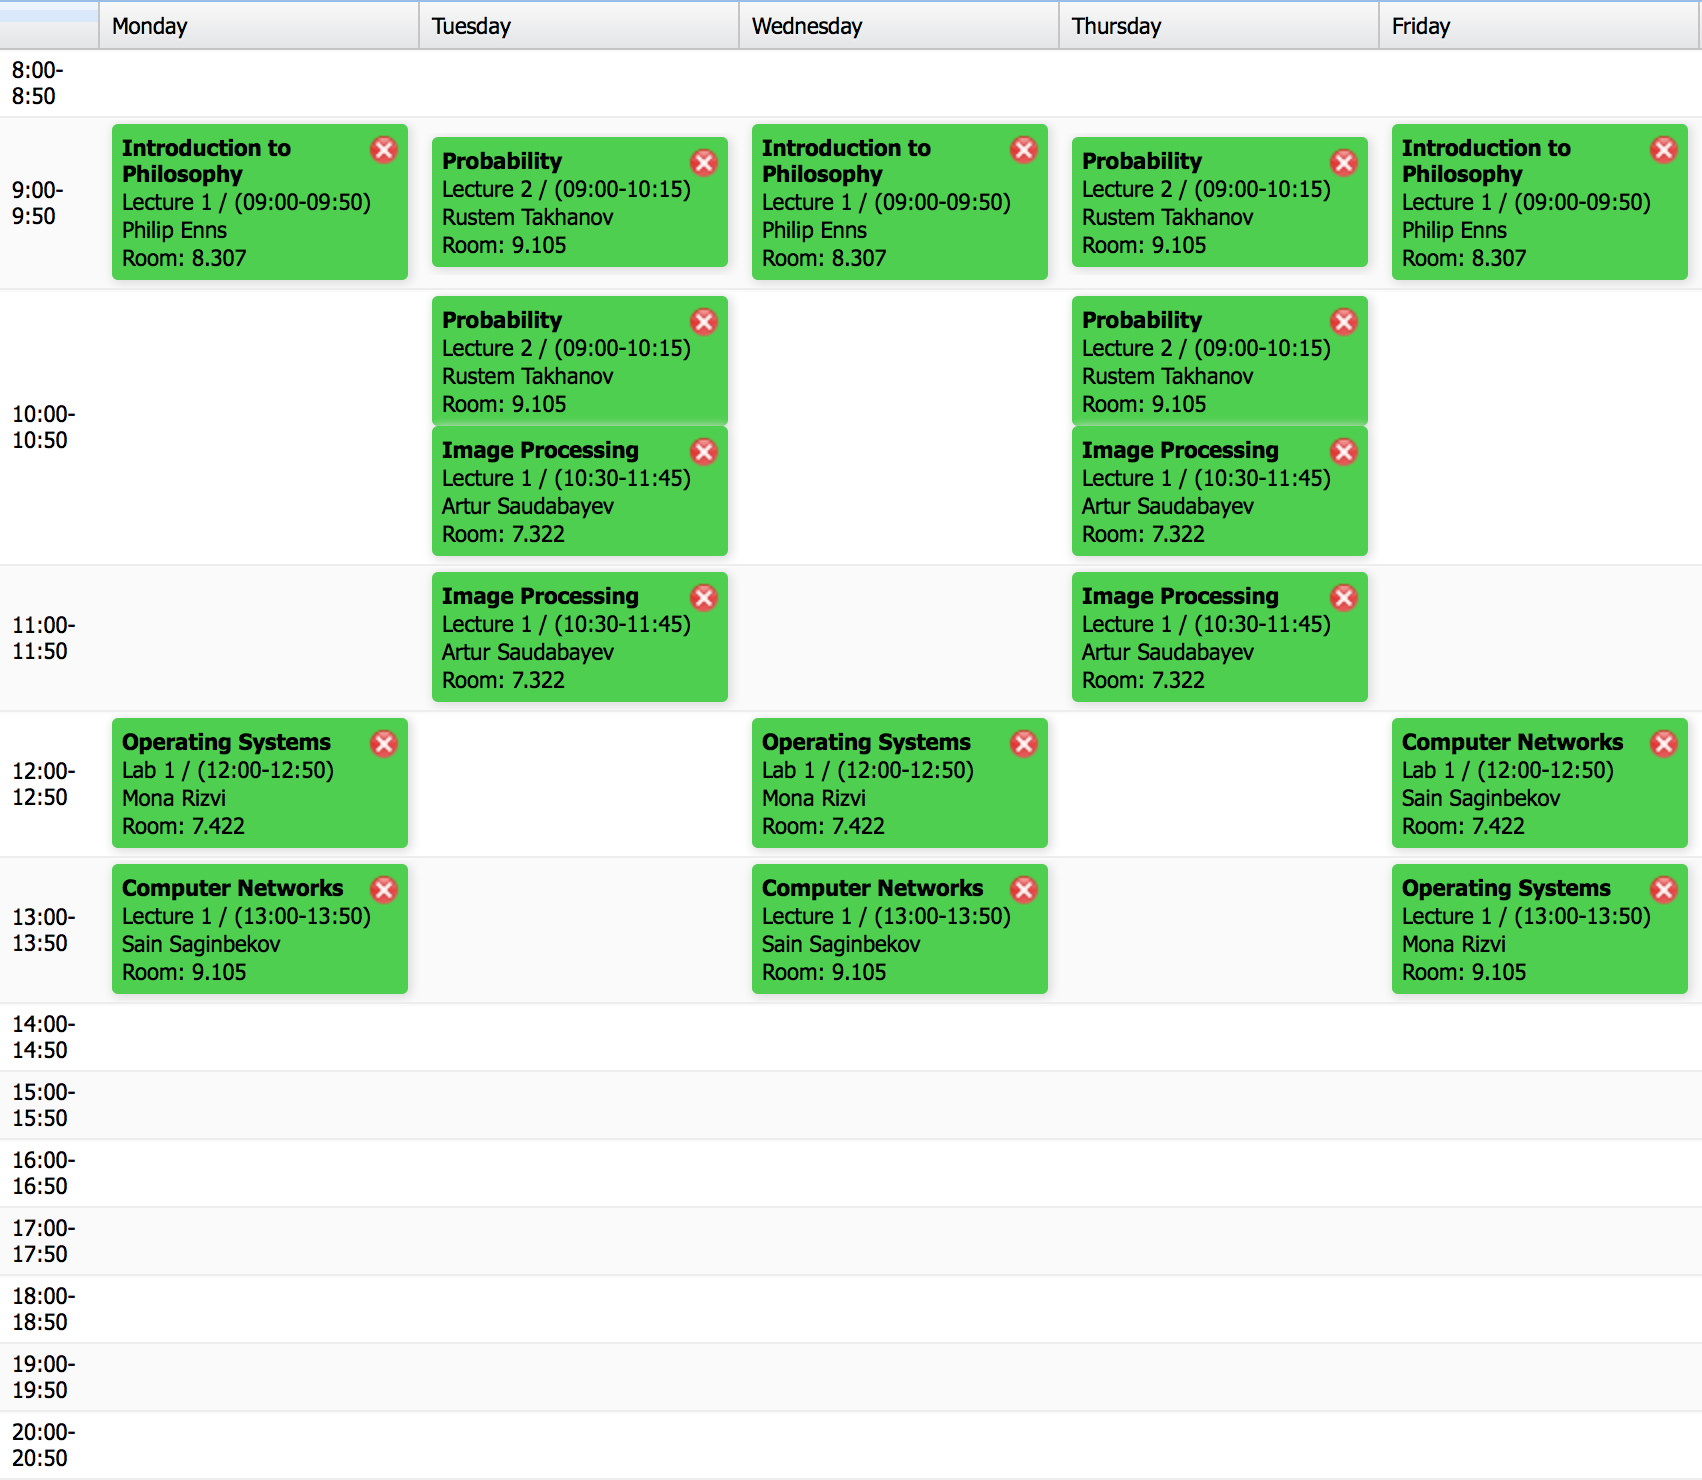 Monday
Tuesday
Wednesday
Thursday
Friday
8:00-
8:50
9:00-
9:50
Introduction to
Philosophy
Lecture 1 / (09:00-09:50)
Philip Enns
Room: 8.307
Probability
Lecture 2 / (09:00-10:15)
Rustem Takhanov
Room: 9.105
Introduction to
Philosophy
Lecture 1 / (09:00-09:50)
Philip Enns
Room: 8.307
Probability
Lecture 2 / (09:00-10:15)
Rustem Takhanov
Room: 9.105
Introduction to
Philosophy
Lecture 1 / (09:00-09:50)
Philip Enns
Room: 8.307
10:00-
10:50
Probability
Lecture 2 / (09:00-10:15)
Rustem Takhanov
Room: 9.105
Image Processing
Lecture 1 / (10:30-11:45)
Artur Saudabayev
Room: 7.322
Probability
Lecture 2 / (09:00-10:15)
Rustem Takhanov
Room: 9.105
Image Processing
Lecture 1 / (10:30-11:45)
Artur Saudabayev
Room: 7.322
11:00-
11:50
Image Processing
Lecture 1 / (10:30-11:45)
Artur Saudabayev
Room: 7.322
Image Processing
Lecture 1 / (10:30-11:45)
Artur Saudabayev
Room: 7.322
12:00-
12:50
Operating Systems
Lab 1 / (12:00-12:50)
Mona Rizvi
Room: 7.422
Operating Systems
Lab 1 / (12:00-12:50)
Mona Rizvi
Room: 7.422
Computer Networks
Lab 1 / (12:00-12:50)
Sain Saginbekov
Room: 7.422
13:00-
13:50
Computer Networks
Lecture 1 / (13:00-13:50)
Sain Saginbekov
Room: 9.105
Computer Networks
Lecture 1 / (13:00-13:50)
Sain Saginbekov
Room: 9.105
Operating Systems
Lecture 1 / (13:00-13:50)
Mona Rizvi
Room: 9.105
14:00-
14:50
15:00-
15:50
16:00-
16:50
17:00-
17:50
18:00-
18:50
19:00-
19:50
20:00-
20:50